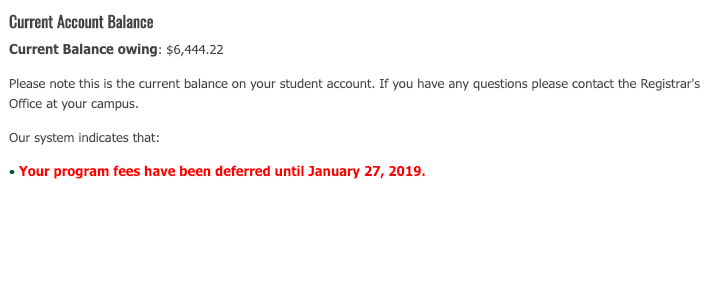 Current Account Balance
Current Balance owing: $6,444.22
Please note this is the current balance on your student account. If you have any questions please contact the Registrar's
Office at your campus.
Our system indicates that:
• Your program fees have been deferred until January 27, 2019.